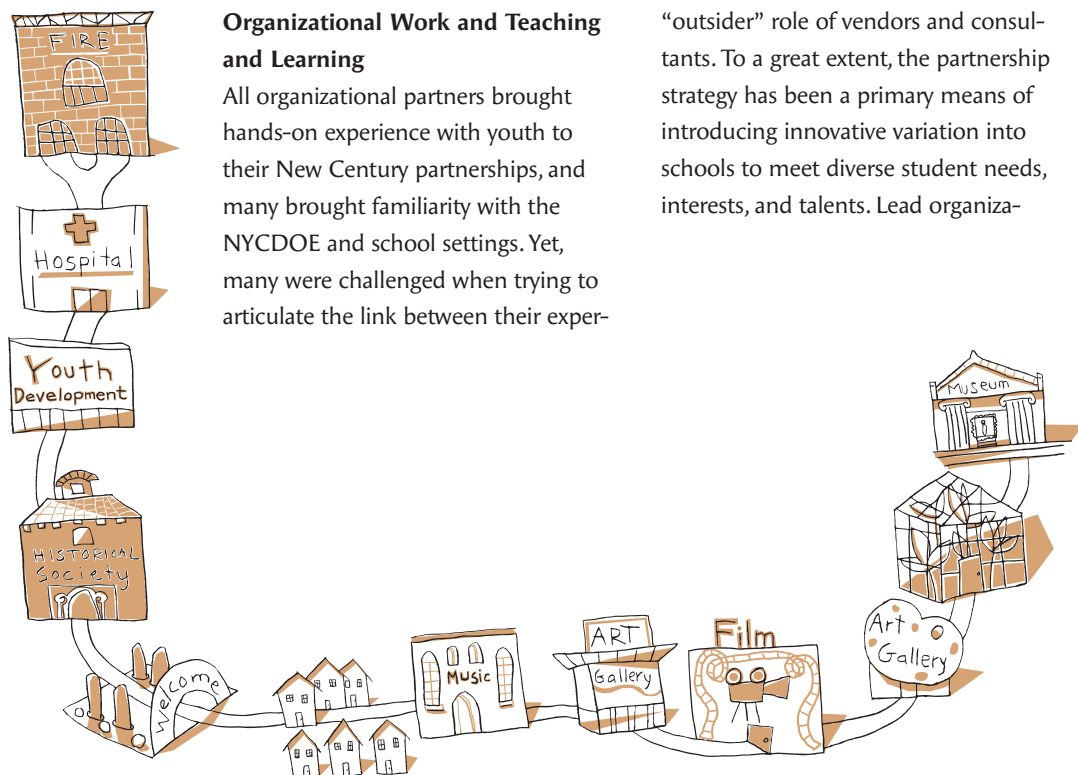 Organizational Work and Teaching
and Learning
All organizational partners brought
hands-on experience with youth to
their New Century partnerships, and
many brought familiarity with the
NYCDOE and school settings. Yet,
many were challenged when trying to
articulate the link between their exper-
“outsider” role of vendors and consul-
tants. To a great extent, the partnership
strategy has been a primary means of
introducing innovative variation into
schools to meet diverse student needs,
interests, and talents. Lead organiza-
FIRE
Hospital
Youth
Development
HISTORICAL
Society
Welcome
Music
ART
Gallery
Film
Art
Gallery
Museum